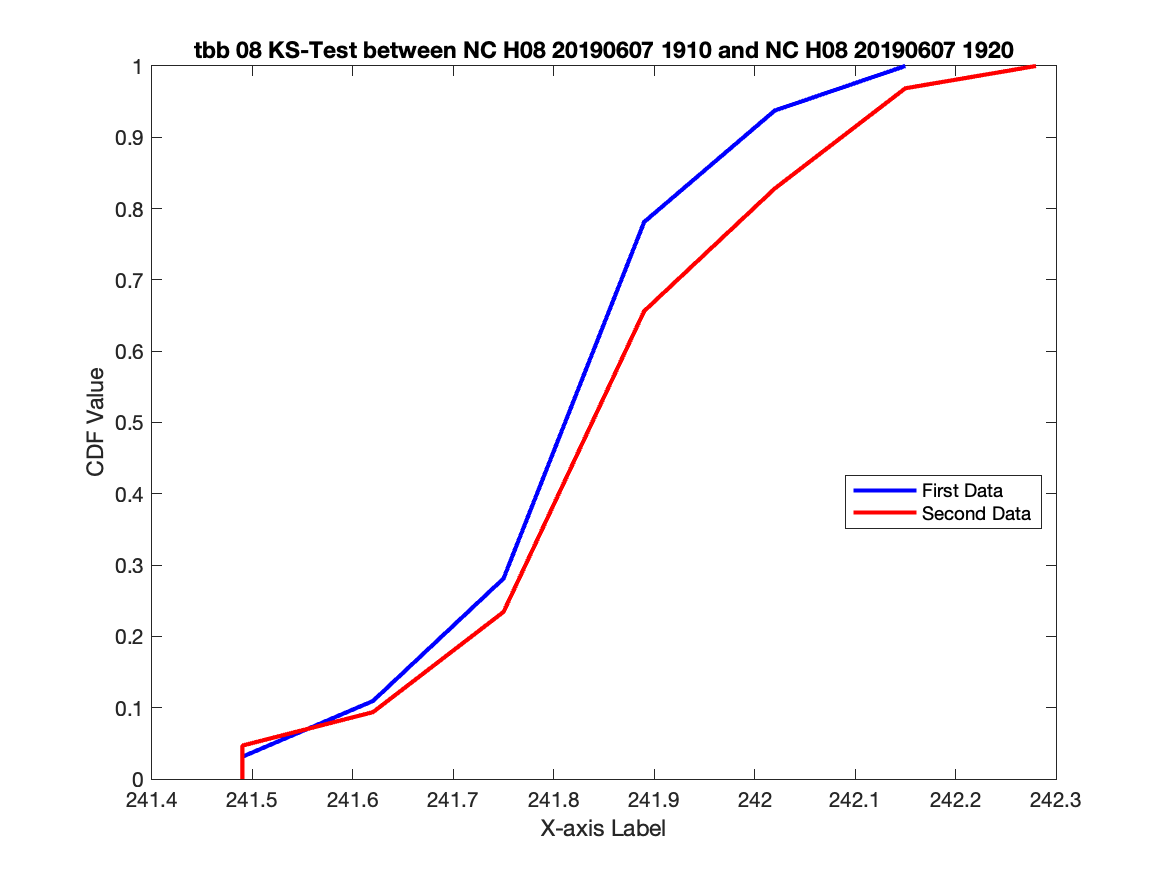 tbb 08 KS-Test between NC H08 20190607 1910 and NC H08 20190607 1920
1
0.9
0.8
0.7
0.6
0.5
0.4
0.3
0.2
0.1
0
CDF Value
First Data
Second Data
241.4 241.5 241.6 241.7 241.8 241.9 242 242.1 242.2 242.3
X-axis Label